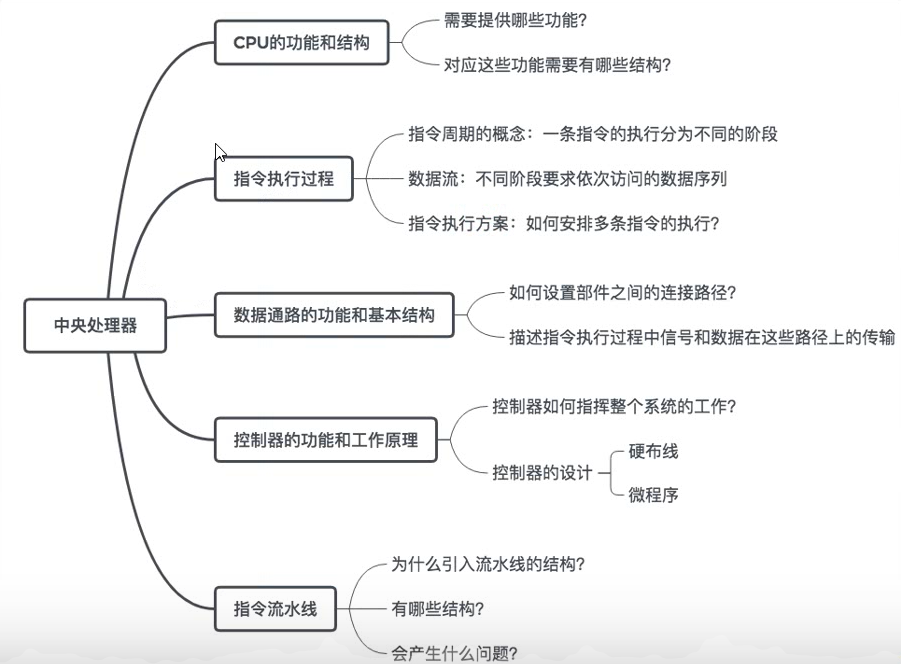 CPU的功能和结构
需要提供哪些功能?
对应这些功能需要有哪些结构?
指令执行过程
指令周期的概念：一条指令的执行分为不同的阶段
数据流：不同阶段要求依次访问的数据序列
指令执行方案：如何安排多条指令的执行?
中央处理器
数据通路的功能和基本结构
如何设置部件之间的连接路径?
描述指令执行过程中信号和数据在这些路径上的传输
控制器的功能和工作原理
控制器如何指挥整个系统的工作?
控制器的设计
硬布线
微程序
指令流水线
为什么引入流水线的结构?
有哪些结构?
会产生什么问题?